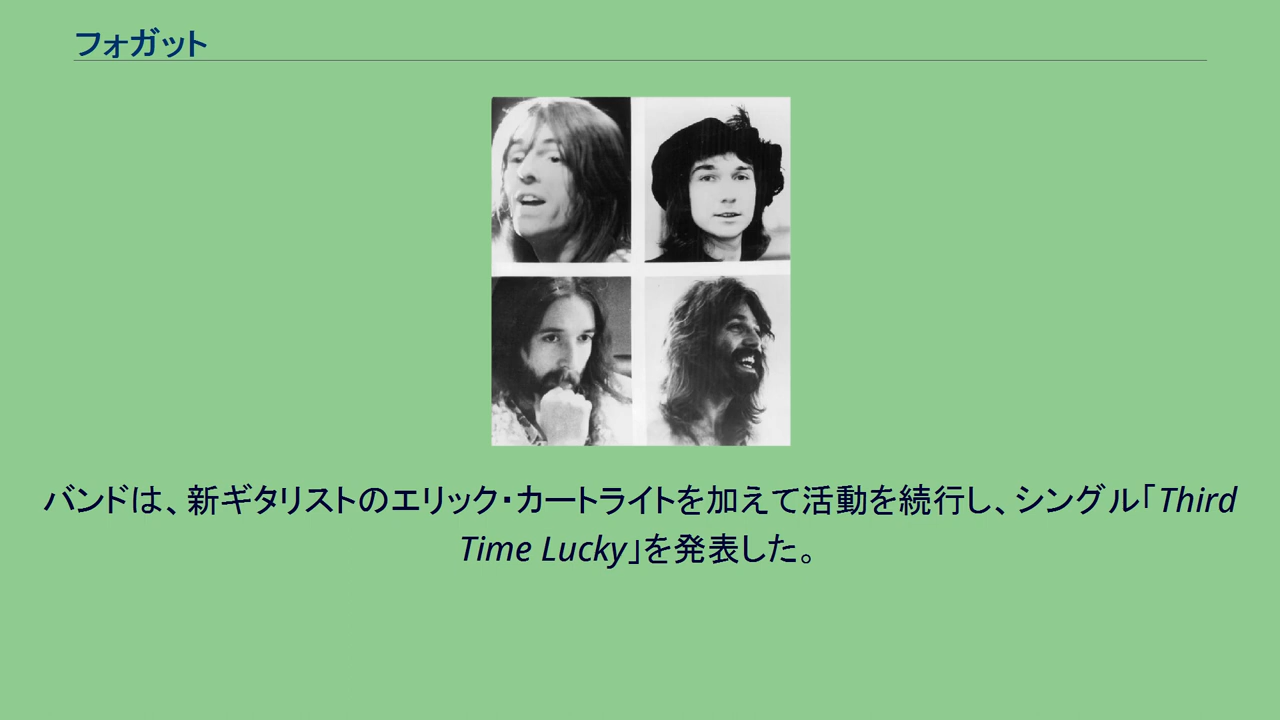 フォガット
バンドは、新ギタリストのエリック・カートライトを加えて活動を続行し、シングル「Third
Time Lucky」を発表した。